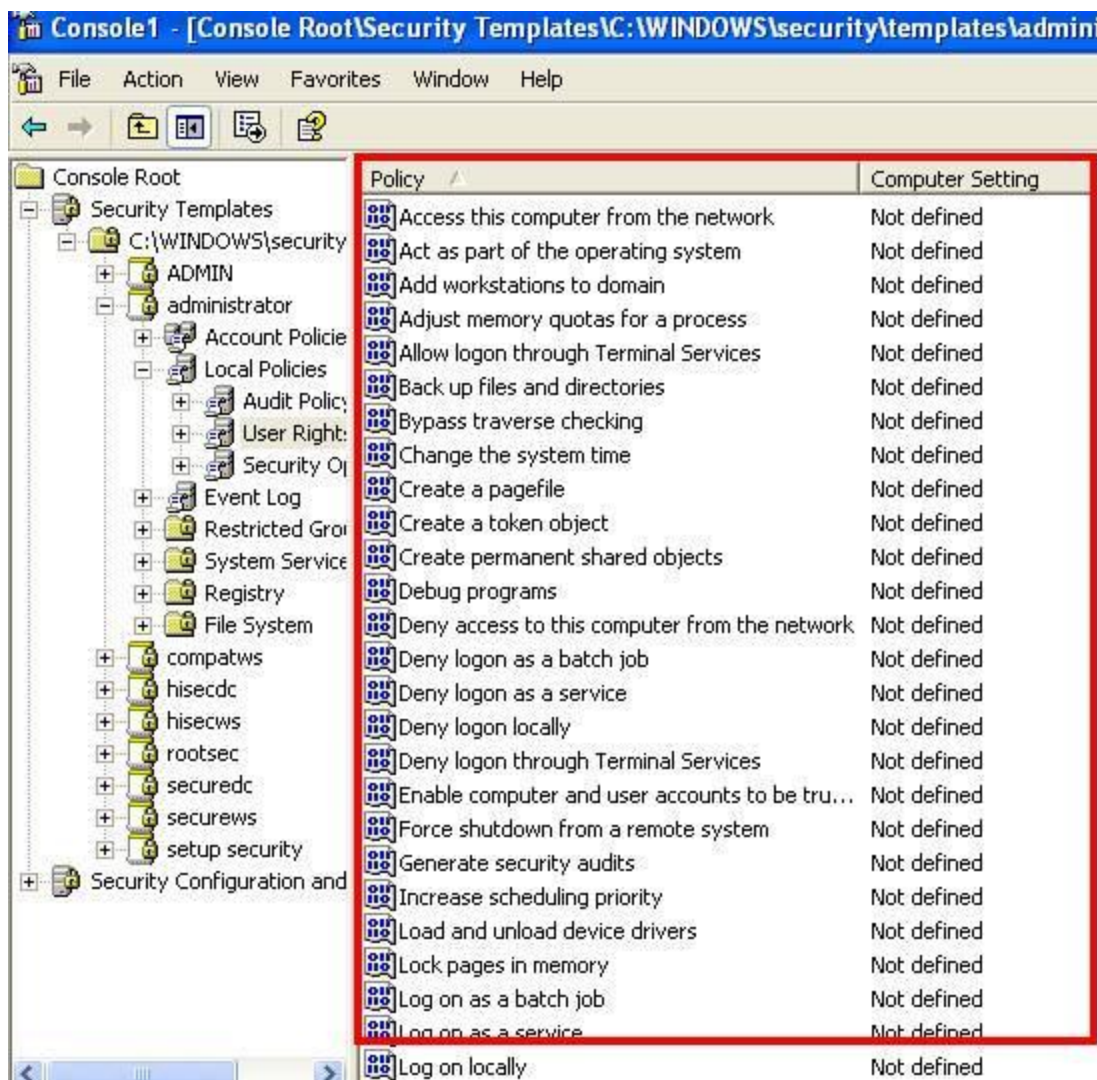 Console1 - [Console Root\Security Templates\C:\WINDOWS\security\templates\admini
File Action View Favorites Window Help
Console Root
Security Templates
C:\WINDOWS\security
ADMIN
administrator
Account Policie
Local Policies
Audit Policy
User Rights
Security Op
Event Log
Restricted Grou
System Service
Registry
File System
compatws
hisecdc
hisecws
rootsec
securedc
securews
setup security
Security Configuration and
Policy Computer Setting
Access this computer from the network Not defined
Act as part of the operating system Not defined
Add workstations to domain Not defined
Adjust memory quotas for a process Not defined
Allow logon through Terminal Services Not defined
Back up files and directories Not defined
Bypass traverse checking Not defined
Change the system time Not defined
Create a pagefile Not defined
Create a token object Not defined
Create permanent shared objects Not defined
Debug programs Not defined
Deny access to this computer from the network Not defined
Deny logon as a batch job Not defined
Deny logon as a service Not defined
Deny logon locally Not defined
Deny logon through Terminal Services Not defined
Enable computer and user accounts to be tru... Not defined
Force shutdown from a remote system Not defined
Generate security audits Not defined
Increase scheduling priority Not defined
Load and unload device drivers Not defined
Lock pages in memory Not defined
Log on as a batch job Not defined
Log on as a service Not defined
Log on locally Not defined